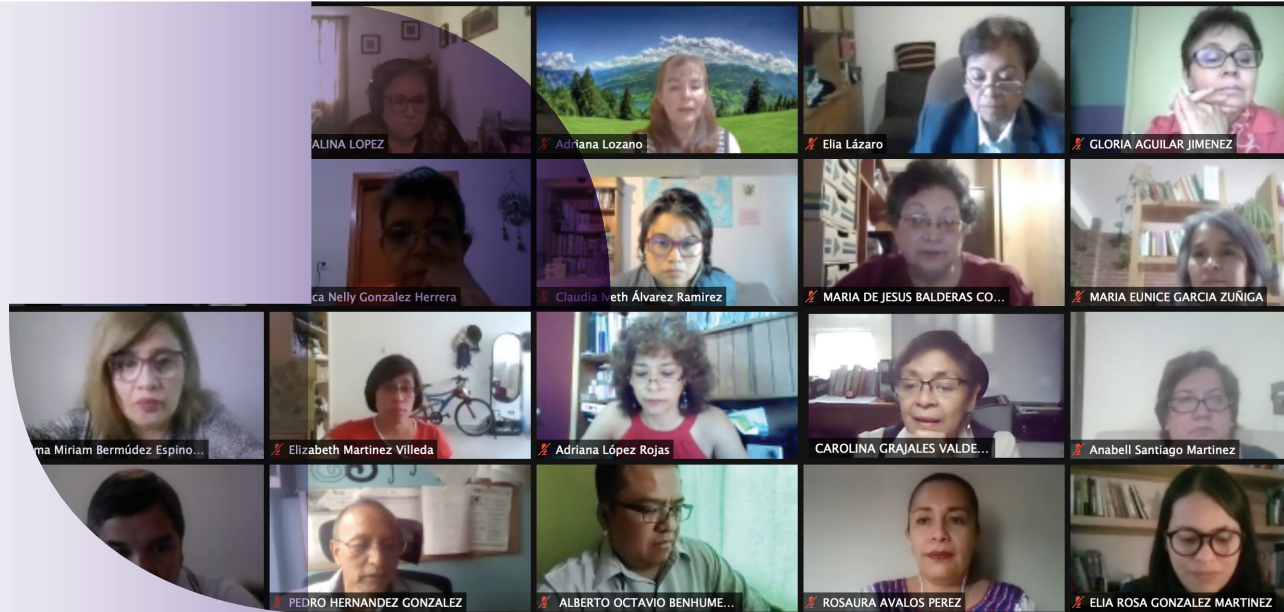 ALINA LOPEZ
Adriana Lozano
Elia Lázaro
GLORIA AGUILAR JIMENEZ
ca Nelly Gonzalez Herrera
Claudia Iveth Álvarez Ramirez
MARIA DE JESUS BALDERAS CO...
MARIA EUNICE GARCIA ZUÑIGA
ma Miriam Bermúdez Espino...
Elizabeth Martinez Villeda
Adriana López Rojas
CAROLINA GRAJALES VALDE...
Anabell Santiago Martinez
PEDRO HERNANDEZ GONZALEZ
ALBERTO OCTAVIO BENHUME...
ROSAURA AVALOS PEREZ
ELIA ROSA GONZALEZ MARTINEZ